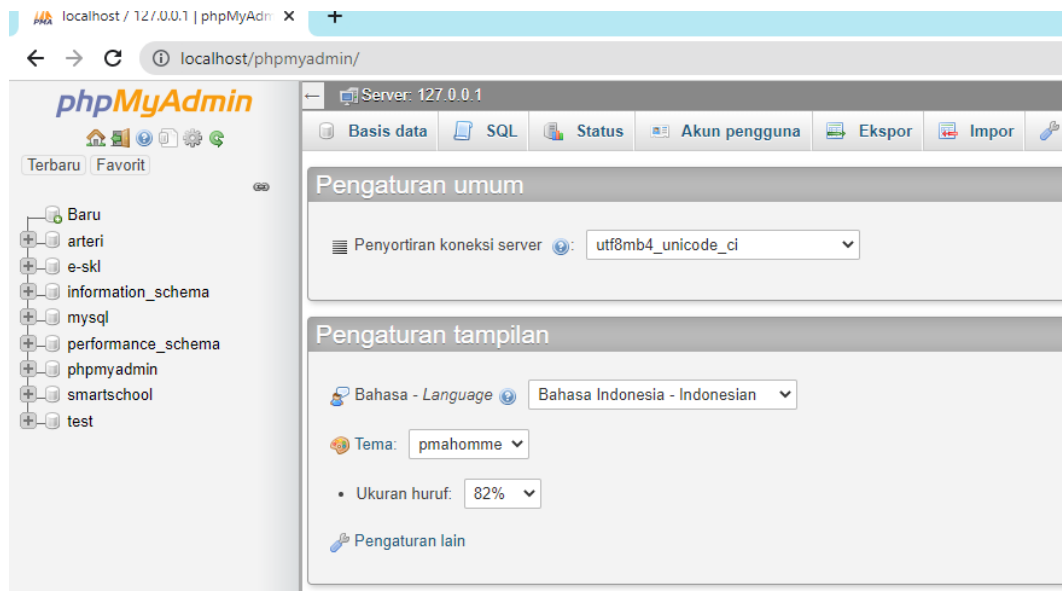 localhost / 127.0.0.1 | phpMyAdm
localhost/phpmyadmin/
phpMyAdmin
Terbaru Favorit
Baru
arteri
e-skl
information_schema
mysql
performance_schema
phpmyadmin
smartschool
test
Server: 127.0.0.1
Basis data SQL Status Akun pengguna Ekspor Impor
Pengaturan umum
Penyortiran koneksi server : utf8mb4_unicode_ci
Pengaturan tampilan
Bahasa - Language Bahasa Indonesia - Indonesian
Tema: pmahomme
• Ukuran huruf: 82%
Pengaturan lain